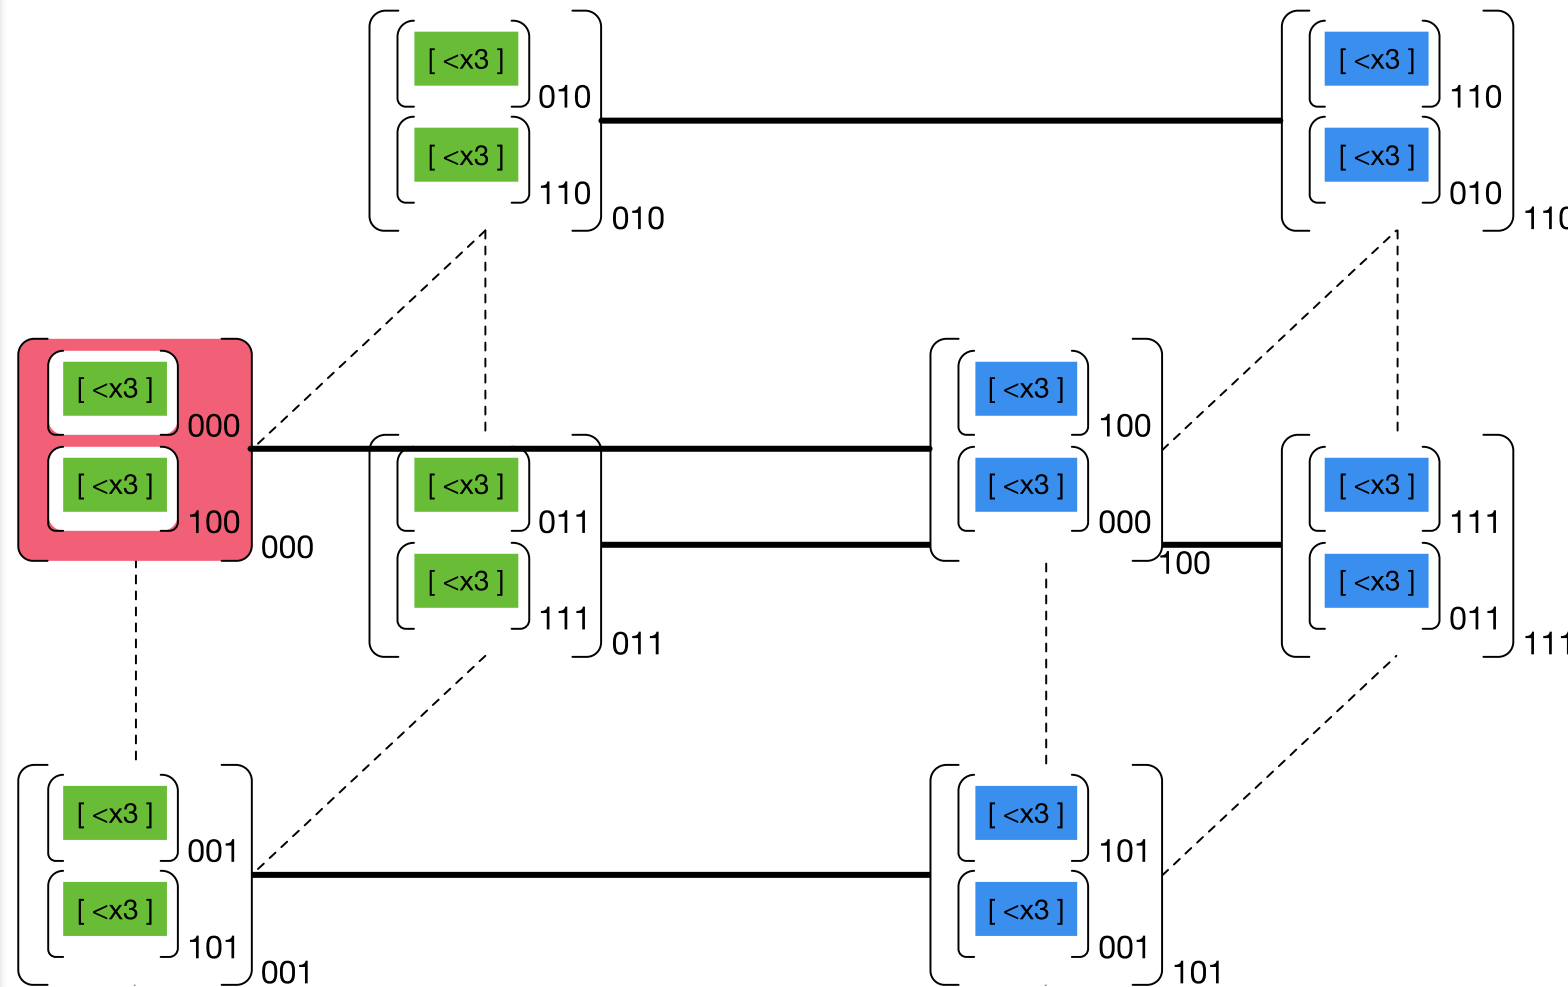 [ <x3 ]
010
[ <x3 ]
110
010
[ <x3 ]
110
[ <x3 ]
010
110
[ <x3 ]
000
[ <x3 ]
100
000
[ <x3 ]
011
[ <x3 ]
111
011
[ <x3 ]
100
[ <x3 ]
000
100
[ <x3 ]
111
[ <x3 ]
011
111
[ <x3 ]
001
[ <x3 ]
101
001
[ <x3 ]
101
[ <x3 ]
001
101